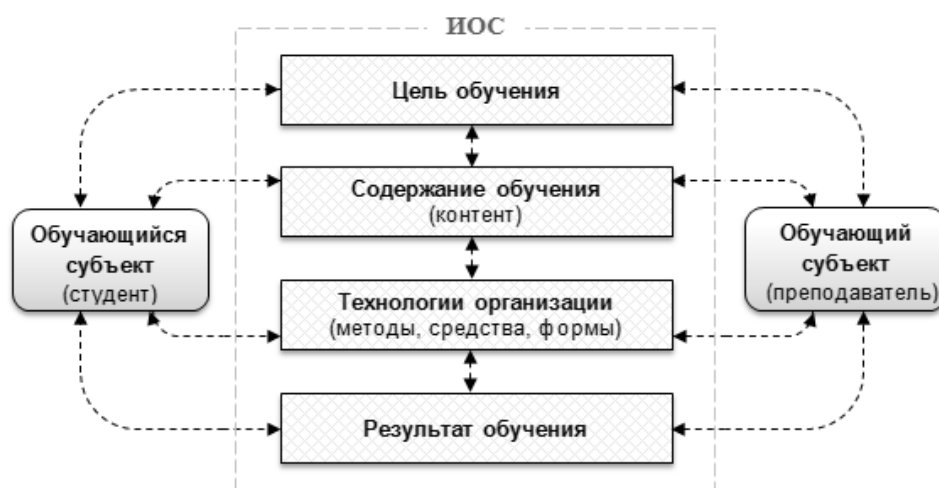 ИОС
Цель обучения
Содержание обучения
(контент)
Обучающийся
субъект
(студент)
Обучающий
субъект
(преподаватель)
Технологии организации
(методы, средства, формы)
Результат обучения